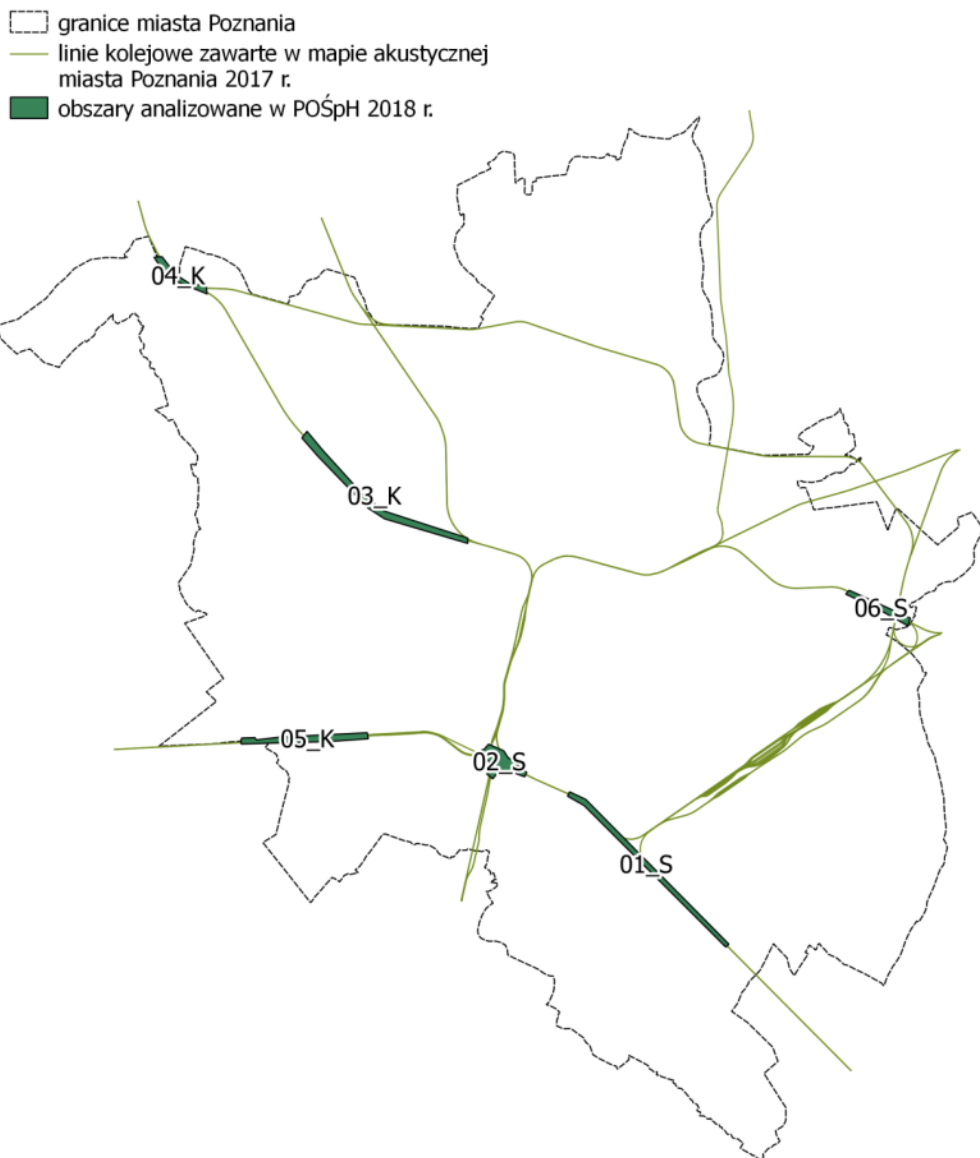 granice miasta Poznania
linie kolejowe zawarte w mapie akustycznej
miasta Poznania 2017 r.
obszary analizowane w POŚpH 2018 r.
04_K
03_K
06_S
05_K
02_S
01_S